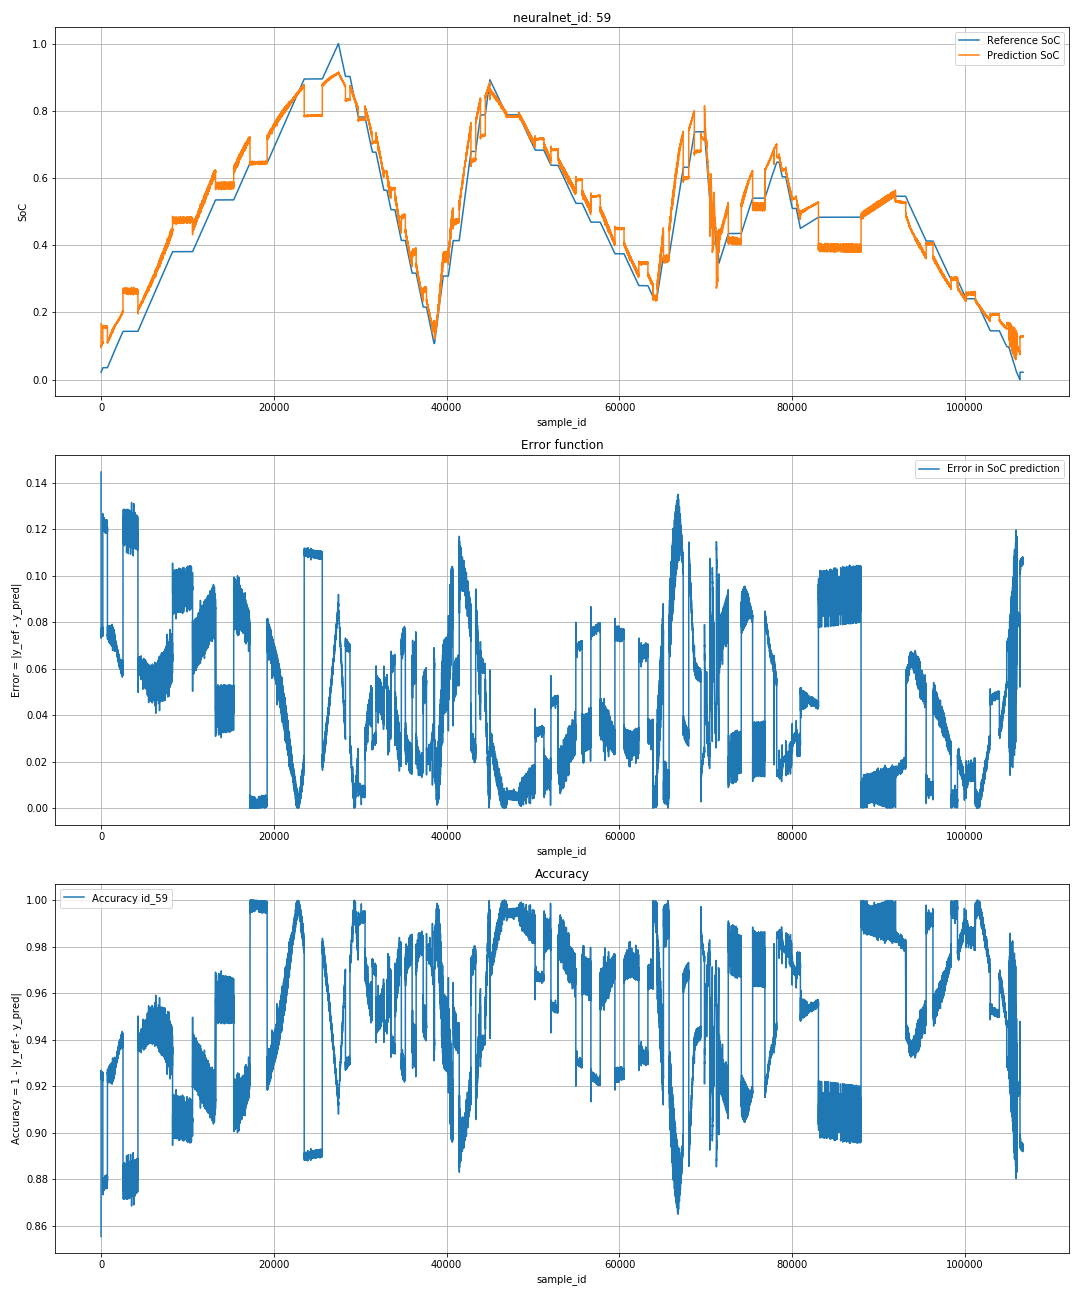 neuralnet_id: 59
Reference SoC
Prediction SoC
SoC
1.0
0.8
0.6
0.4
0.2
0.0
0 20000 40000 60000 80000 100000
sample_id
Error function
Error in SoC prediction
Error = |y_ref - y_pred|
0.14
0.12
0.10
0.08
0.06
0.04
0.02
0.00
0 20000 40000 60000 80000 100000
sample_id
Accuracy
Accuracy id_59
Accuracy = 1 - |y_ref - y_pred|
1.00
0.98
0.96
0.94
0.92
0.90
0.88
0.86
0 20000 40000 60000 80000 100000
sample_id